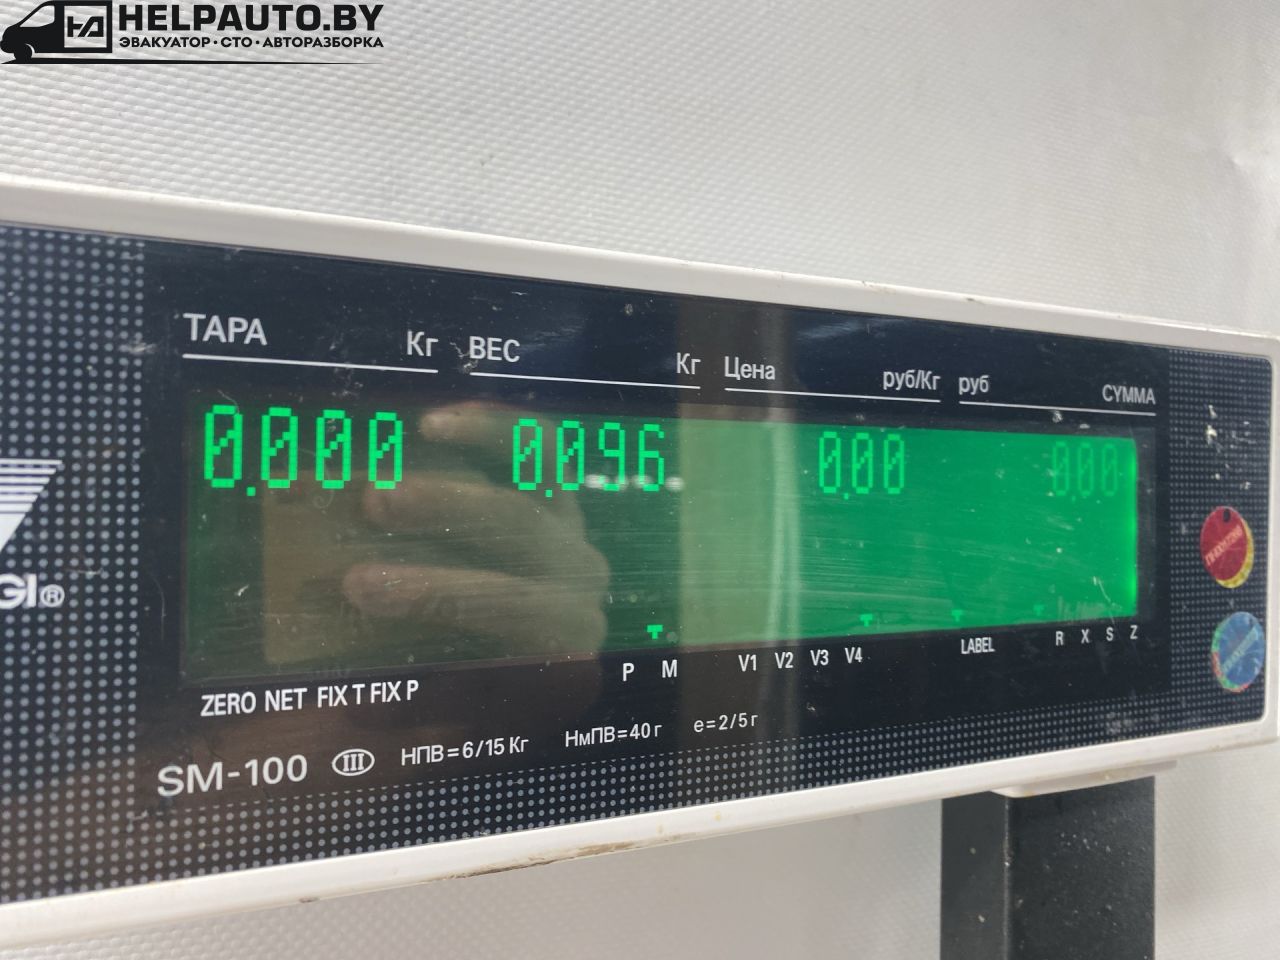 HELPAUTO.BY
ЭВАКУАТОР·СТО·АВТОРАЗБОРКА
ТАРА Кг ВЕС Кг Цена руб/Кг руб СУММА
0.000 0.096 0.00 0.00
GI®
P M V1 V2 V3 V4 LABEL R X S Z
ZERO NET FIX T FIX P
SM-100 III НПВ=6/15 Кг НмПВ=40 г e=2/5 г